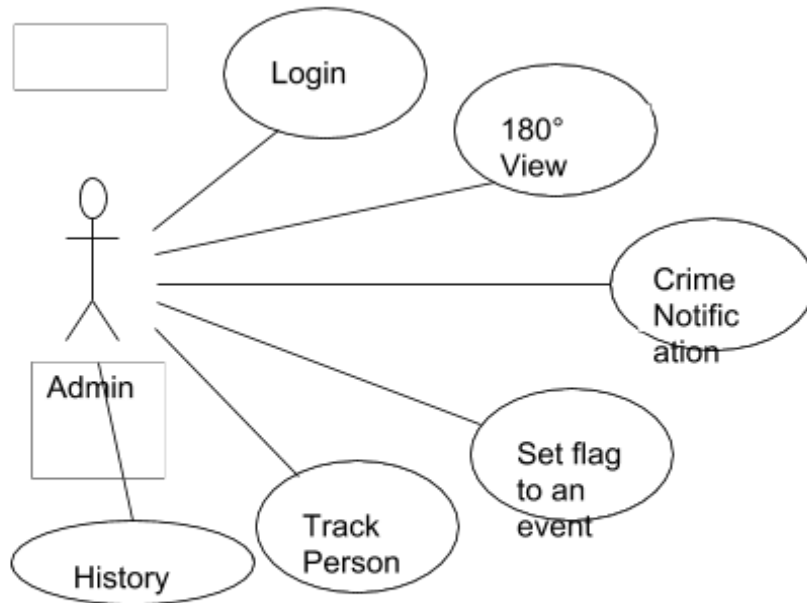 Login
180°
View
Crime
Notific
ation
Admin
Set flag
to an
event
Track
Person
History